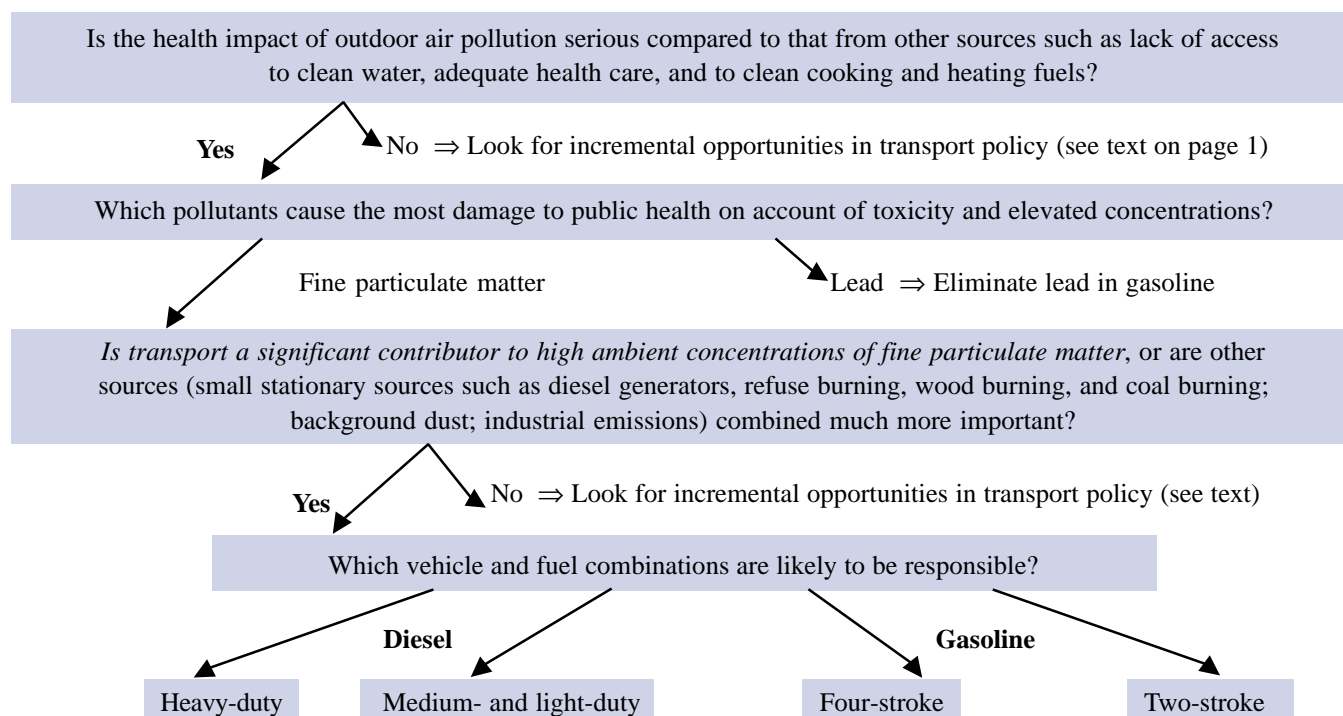 Is the health impact of outdoor air pollution serious compared to that from other sources such as lack of access
to clean water, adequate health care, and to clean cooking and heating fuels?
Yes
No ⇒ Look for incremental opportunities in transport policy (see text on page 1)
Which pollutants cause the most damage to public health on account of toxicity and elevated concentrations?
Fine particulate matter
Lead ⇒ Eliminate lead in gasoline
Is transport a significant contributor to high ambient concentrations of fine particulate matter, or are other
sources (small stationary sources such as diesel generators, refuse burning, wood burning, and coal burning;
background dust; industrial emissions) combined much more important?
Yes
No ⇒ Look for incremental opportunities in transport policy (see text)
Which vehicle and fuel combinations are likely to be responsible?
Diesel
Gasoline
Heavy-duty
Medium- and light-duty
Four-stroke
Two-stroke